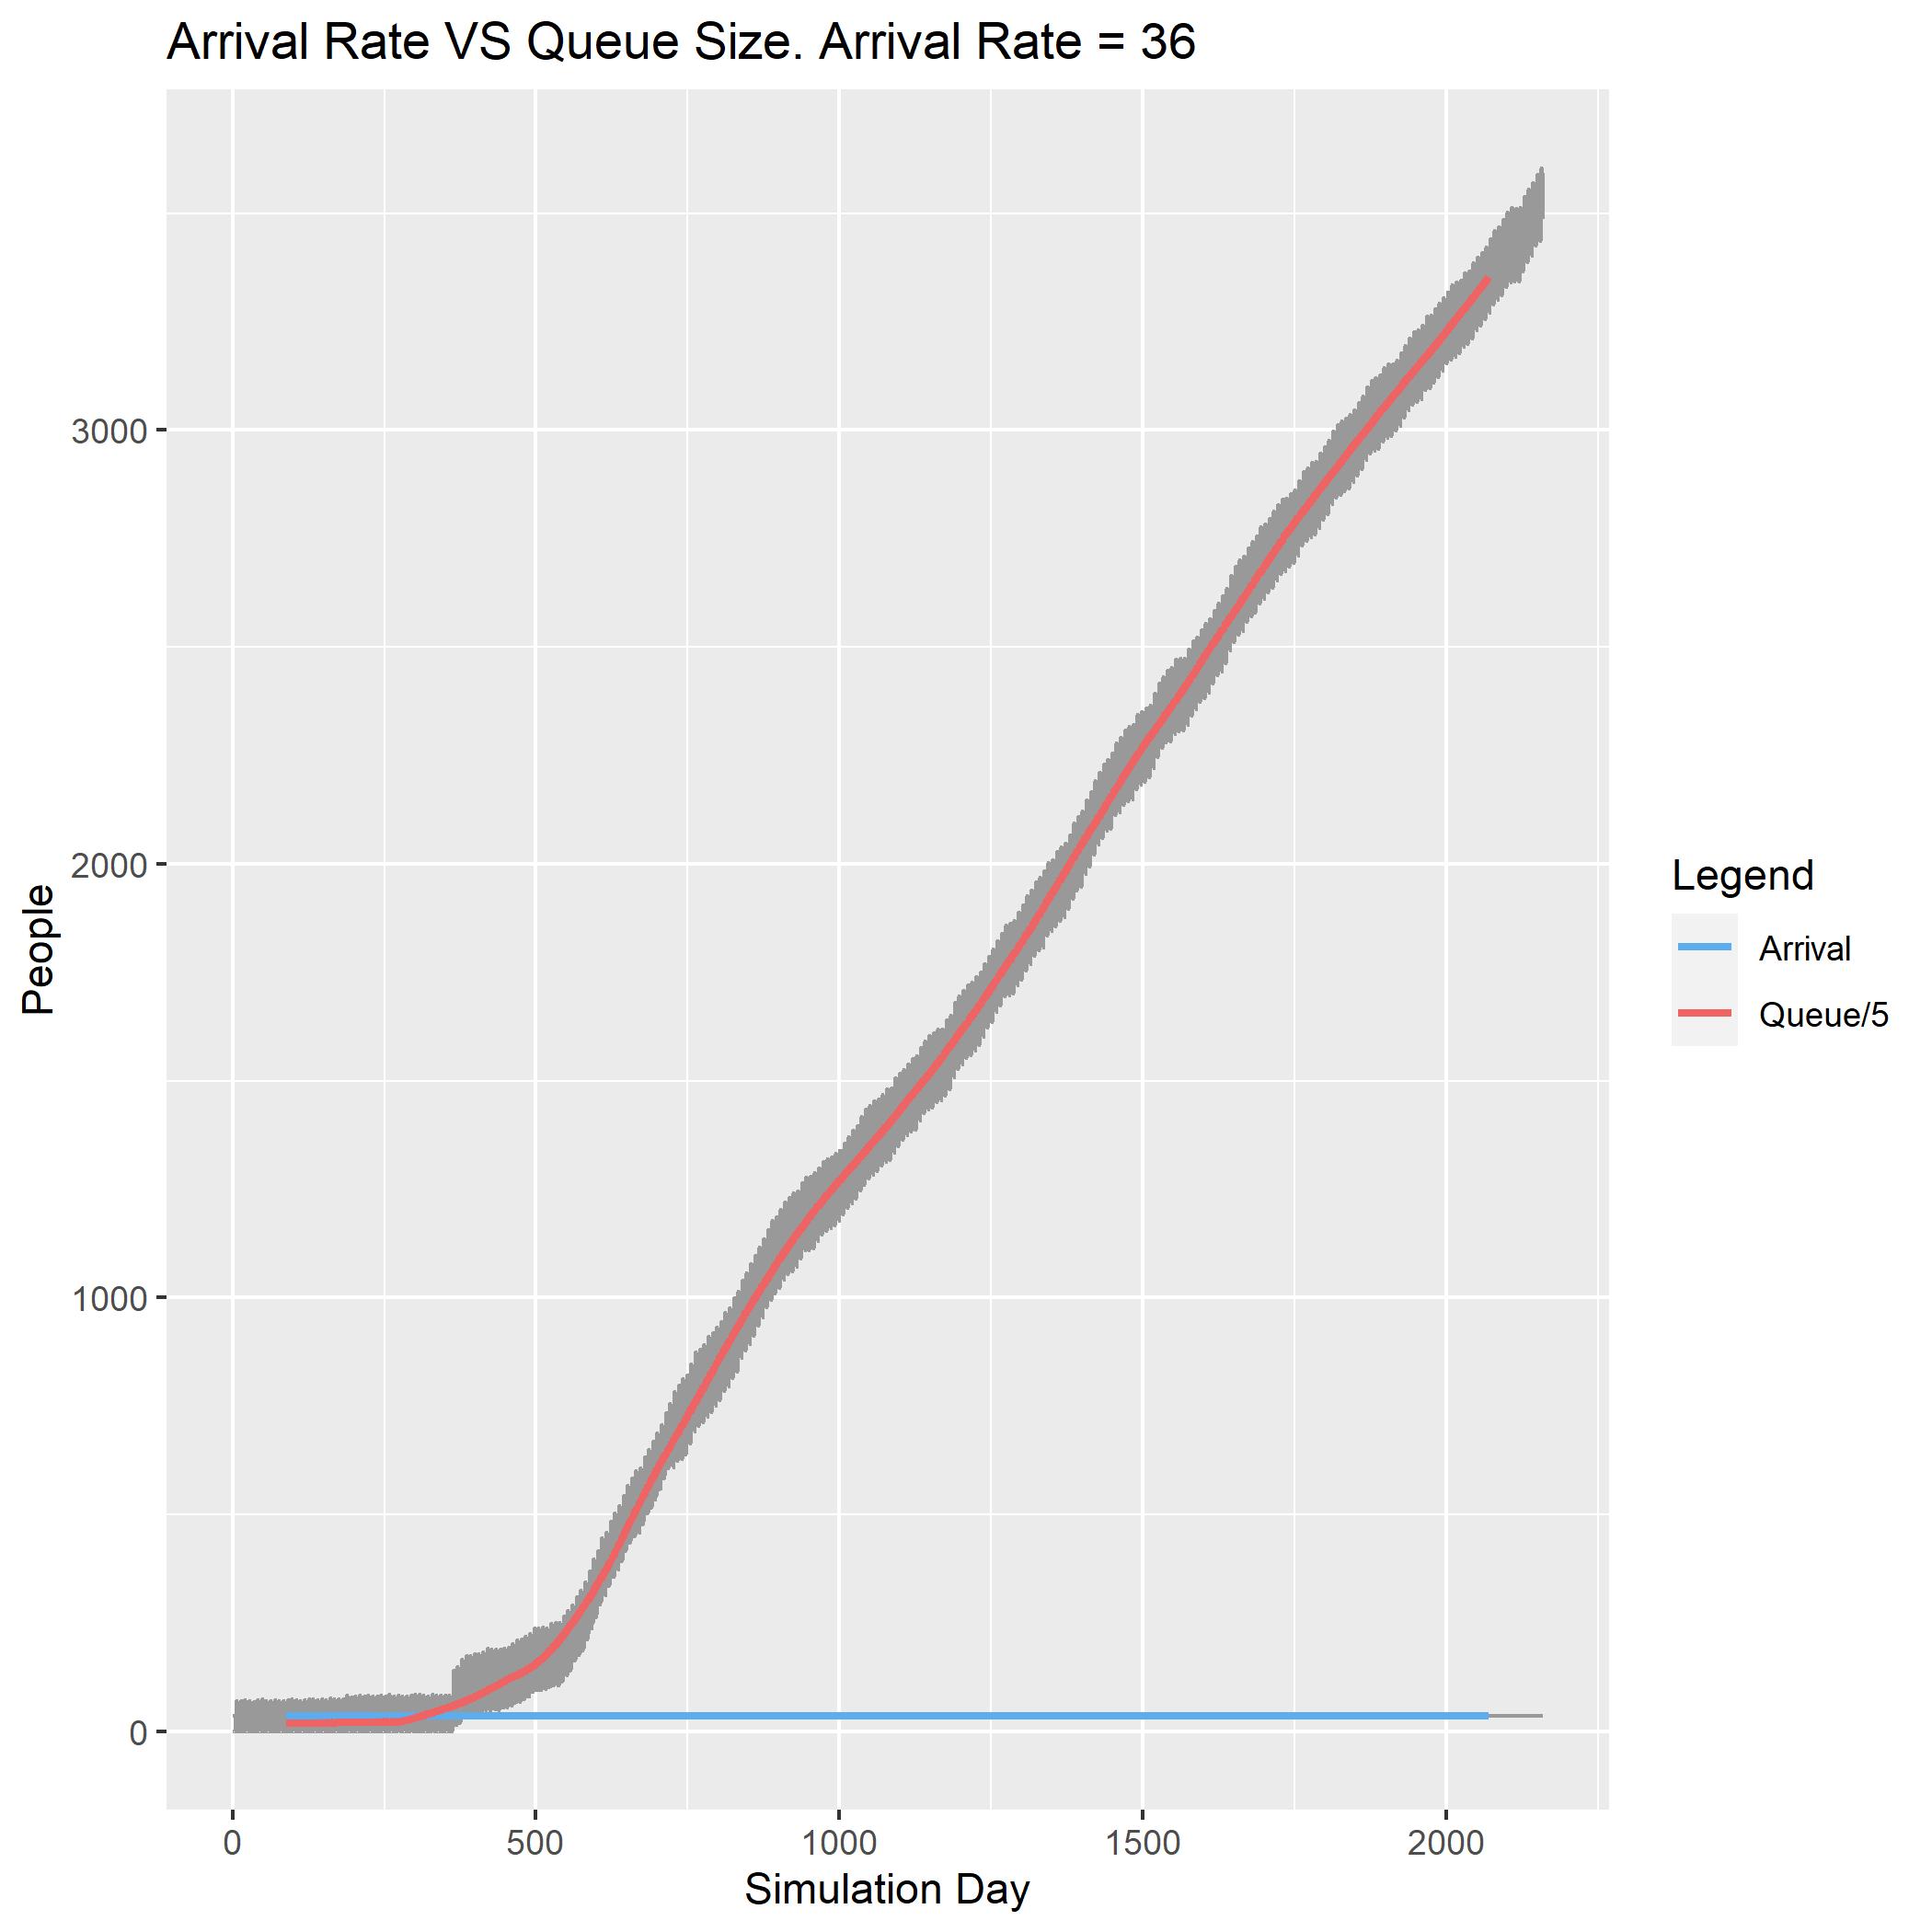 Arrival Rate VS Queue Size. Arrival Rate = 36
3000
2000
1000
0
People
0 500 1000 1500 2000
Simulation Day
Legend
Arrival
Queue/5